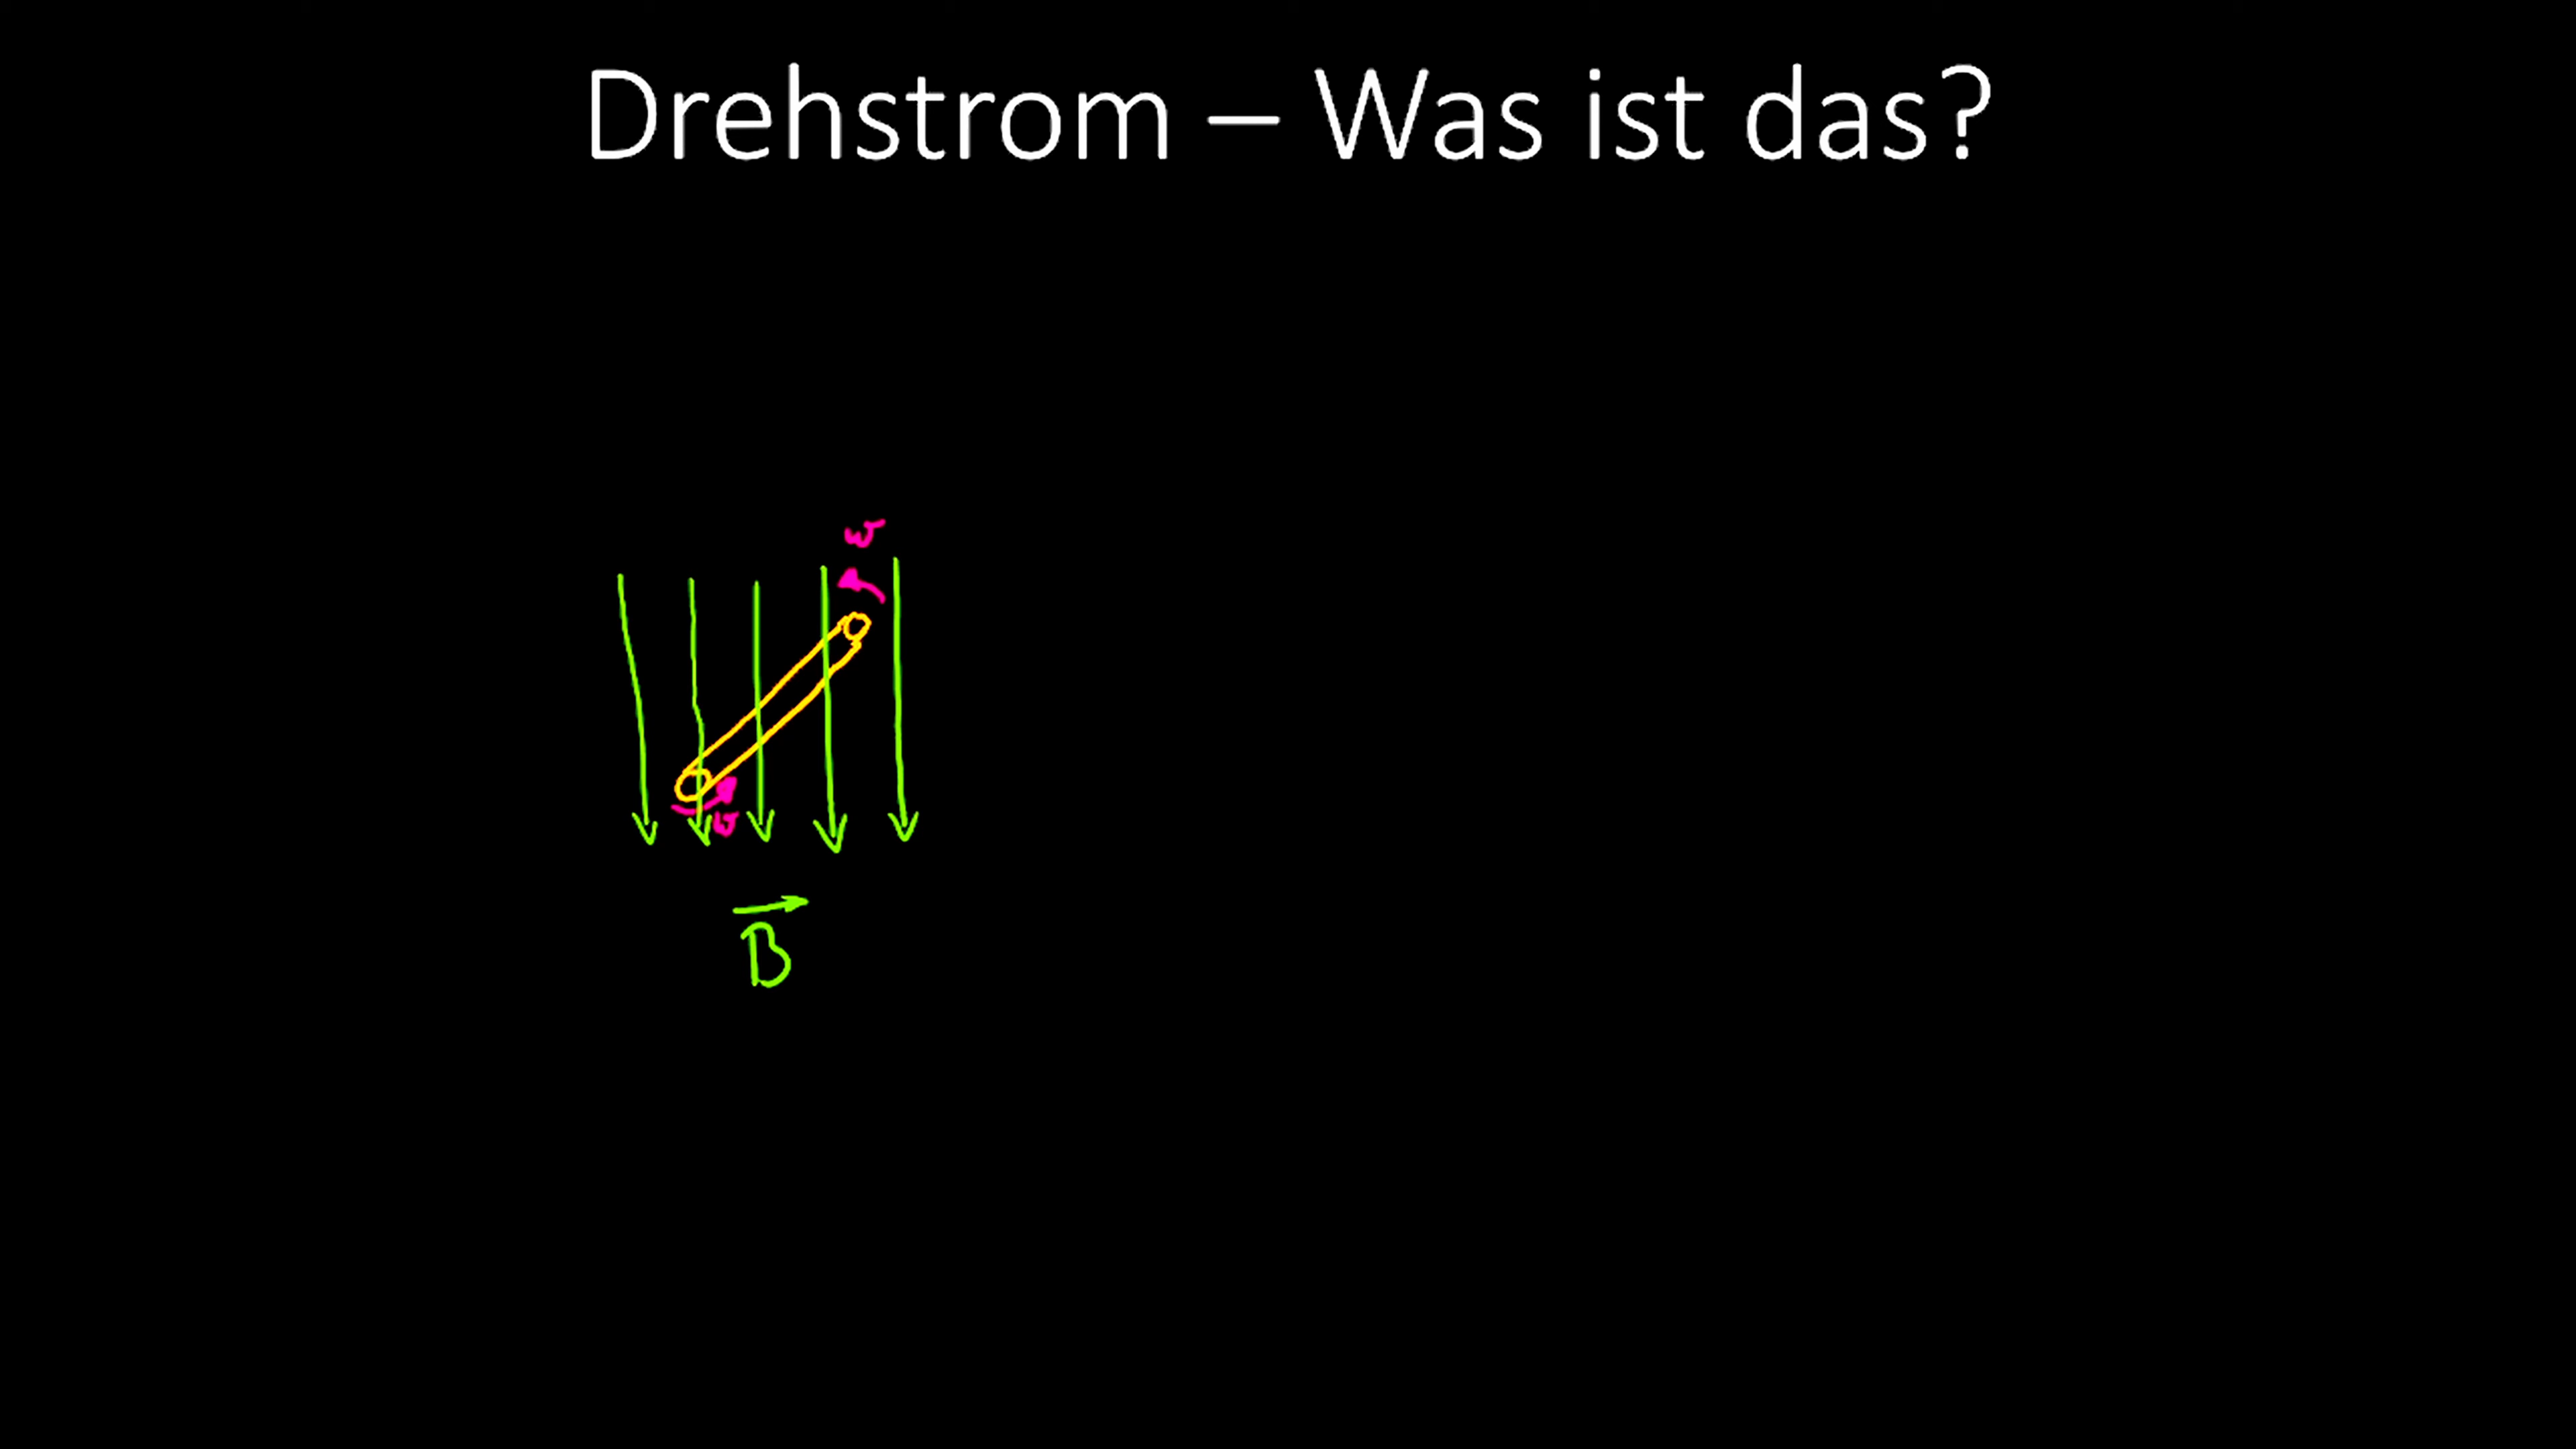 Drehstrom – Was ist das?
ω
ω
B